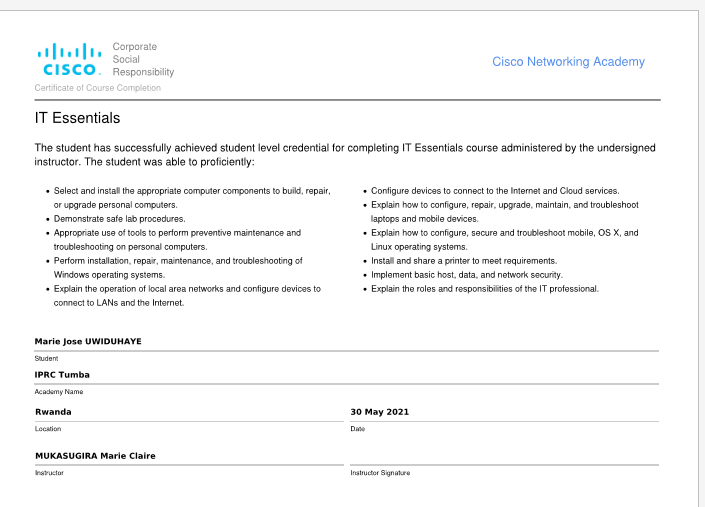 Corporate
Social
Responsibility
CISCO.
Cisco Networking Academy
Certificate of Course Completion
IT Essentials
The student has successfully achieved student level credential for completing IT Essentials course administered by the undersigned
instructor. The student was able to proficiently:
• Select and install the appropriate computer components to build, repair,
or upgrade personal computers.
• Demonstrate safe lab procedures.
• Appropriate use of tools to perform preventive maintenance and
troubleshooting on personal computers.
• Perform installation, repair, maintenance, and troubleshooting of
Windows operating systems.
• Explain the operation of local area networks and configure devices to
connect to LANs and the Internet.
• Configure devices to connect to the Internet and Cloud services.
• Explain how to configure, repair, upgrade, maintain, and troubleshoot
laptops and mobile devices.
• Explain how to configure, secure and troubleshoot mobile, OS X, and
Linux operating systems.
• Install and share a printer to meet requirements.
• Implement basic host, data, and network security.
• Explain the roles and responsibilities of the IT professional.
Marie Jose UWIDUHAYE
Student
IPRC Tumba
Academy Name
Rwanda
Location
30 May 2021
Date
MUKASUGIRA Marie Claire
Instructor
Instructor Signature